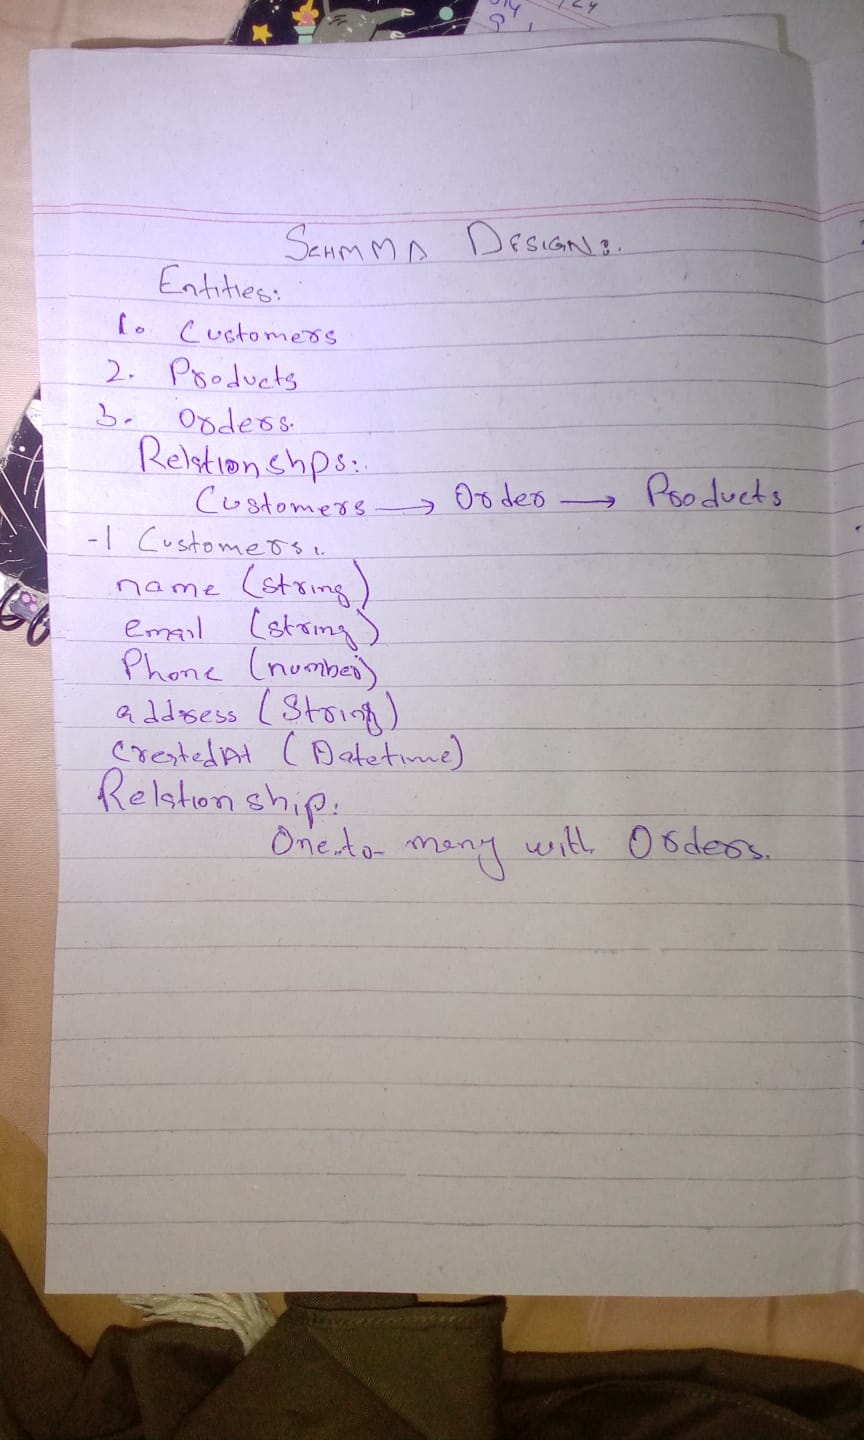 SCHMMA DESIGN:.
Entities:
1. Customers
2. Products
3. Orders.
Relationshps:.
Customers → Order → Products
-1 Customers:.
name (string)
email (string)
Phone (number)
address (String)
CreatedAt (Datetime)
Relationship:
One-to-many with Orders.